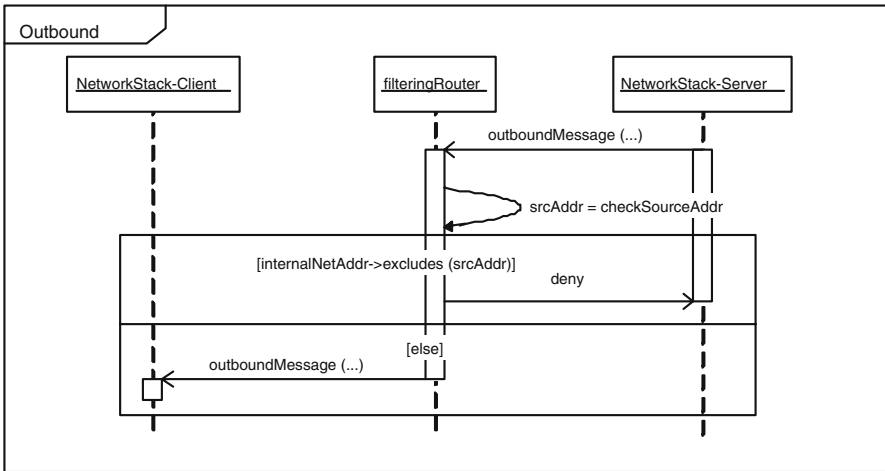 Outbound
NetworkStack-Client
filteringRouter
NetworkStack-Server
outboundMessage (...)
srcAddr = checkSourceAddr
[internalNetAddr->excludes (srcAddr)]
deny
[else]
outboundMessage (...)